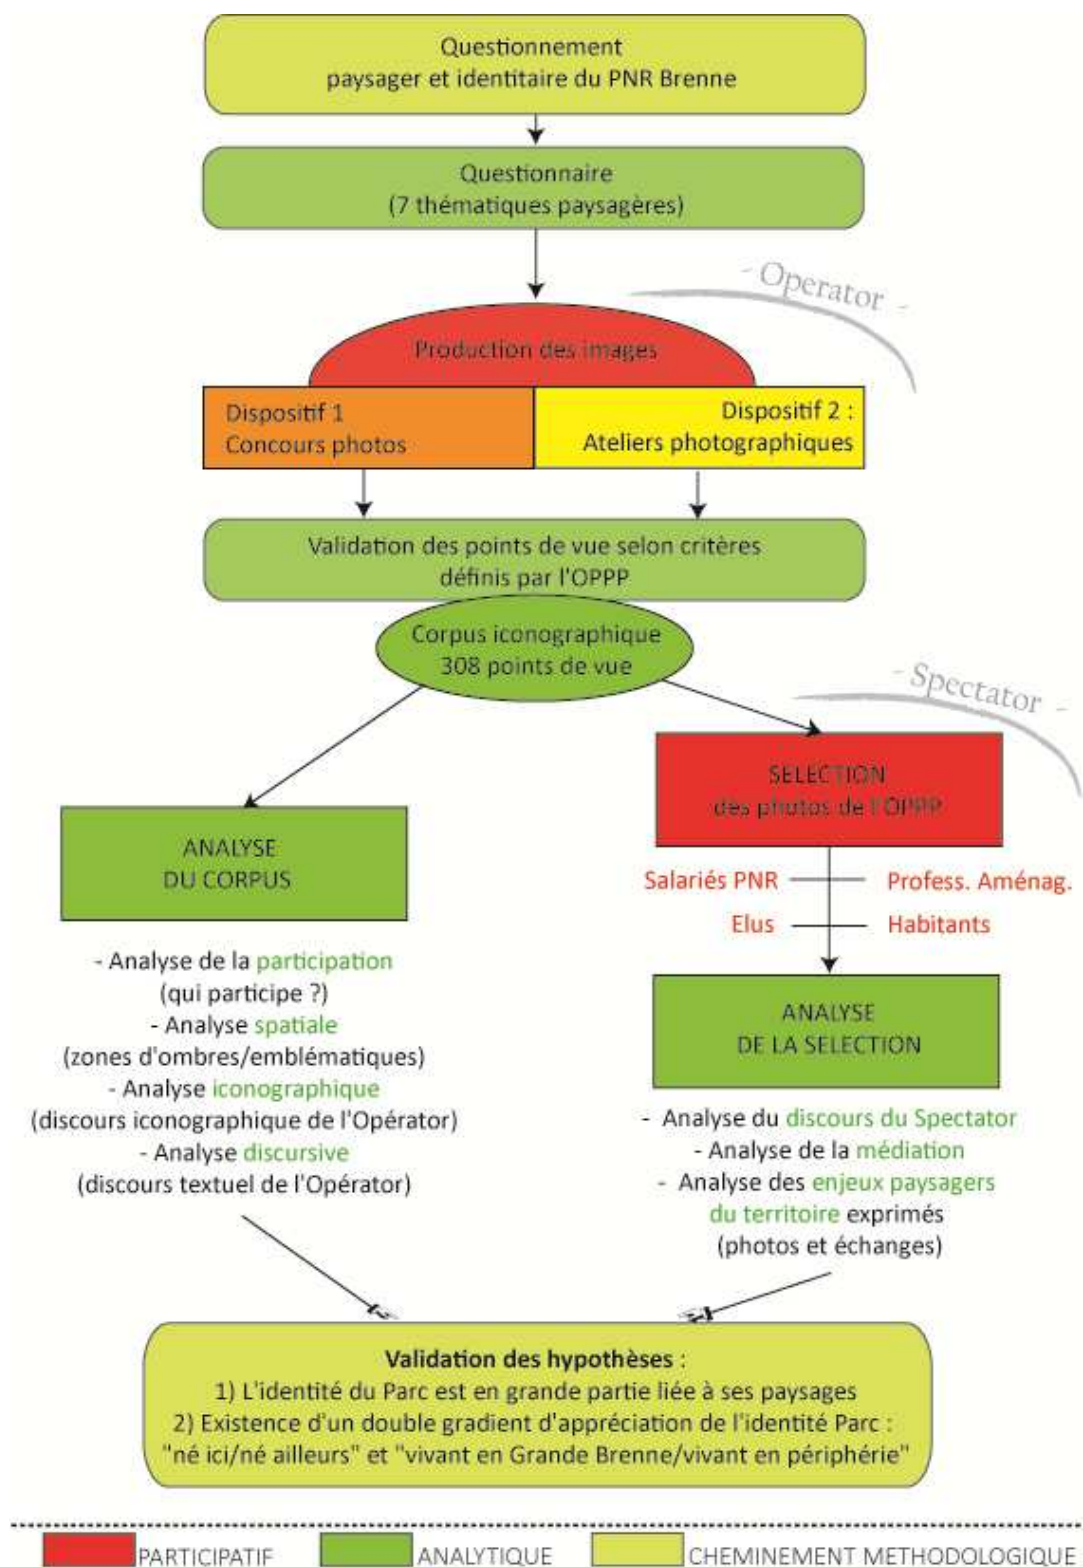 Questionnement
paysager et identitaire du PNR Brenne
Questionnaire
(7 thématiques paysagères)
- Operator -
Production des images
Dispositif 1
Concours photos
Dispositif 2 :
Ateliers photographiques
Validation des points de vue selon critères
définis par l'OPPP
Corpus iconographique
308 points de vue
- Spectator -
SELECTION
des photos de l'OPPP
Salariés PNR
Profess. Aménag.
Elus
Habitants
ANALYSE
DU CORPUS
- Analyse de la participation
(qui participe ?)
- Analyse spatiale
(zones d'ombres/emblématiques)
- Analyse iconographique
(discours iconographique de l'Opérator)
- Analyse discursive
(discours textuel de l'Opérator)
ANALYSE
DE LA SELECTION
- Analyse du discours du Spectator
- Analyse de la médiation
- Analyse des enjeux paysagers
du territoire exprimés
(photos et échanges)
Validation des hypothèses :
1) L'identité du Parc est en grande partie liée à ses paysages
2) Existence d'un double gradient d'appréciation de l'identité Parc :
"né ici/né ailleurs" et "vivant en Grande Brenne/vivant en périphérie"
PARTICIPATIF
ANALYTIQUE
CHEMINEMENT METHODOLOGIQUE